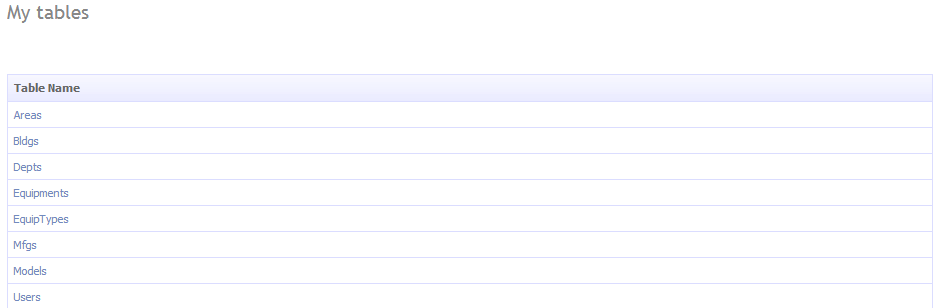 My tables
Table Name
Areas
Bldgs
Depts
Equipments
EquipTypes
Mfgs
Models
Users